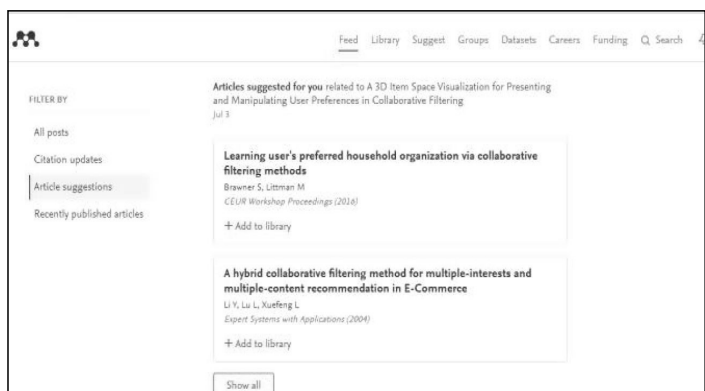 Feed Library Suggest Groups Datasets Careers Funding Search
FILTER BY
All posts
Citation updates
Article suggestions
Recently published articles
Articles suggested for you related to A 3D Item Space Visualization for Presenting
and Manipulating User Preferences in Collaborative Filtering
Jul 3
Learning user's preferred household organization via collaborative
filtering methods
Brawner S, Littman M
CEUR Workshop Proceedings (2016)
+ Add to library
A hybrid collaborative filtering method for multiple-interests and
multiple-content recommendation in E-Commerce
Li Y, Lu L, Xuefeng L
Expert Systems with Applications (2004)
+ Add to library
Show all